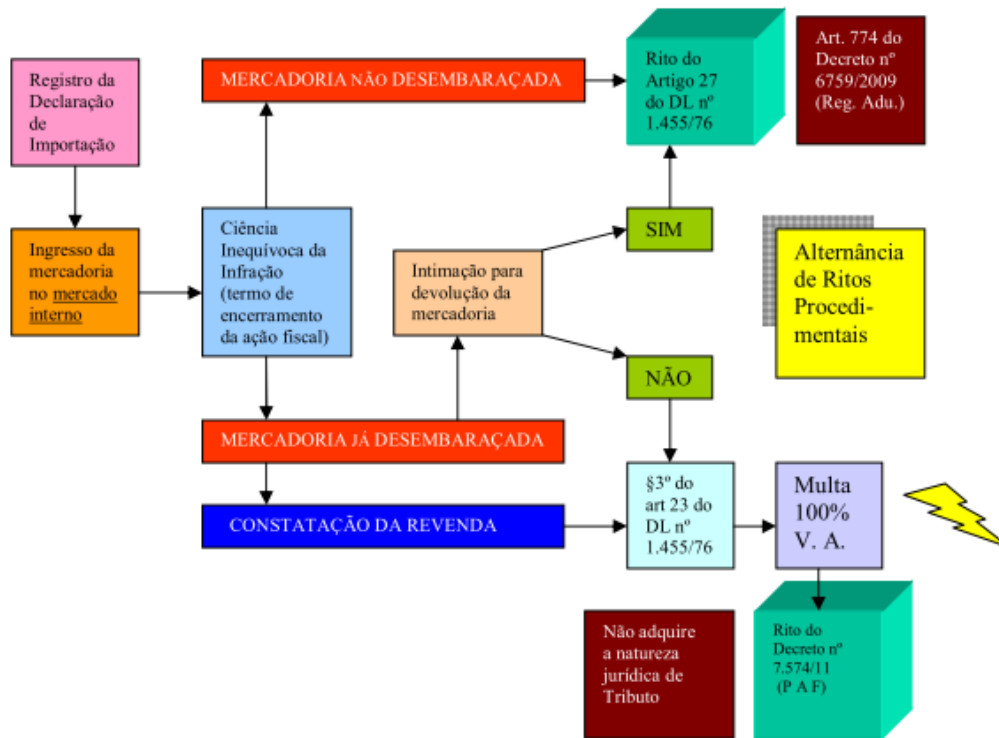 Registro da
Declaração
de
Importação
MERCADORIA NÃO DESEMBARAÇADA
Rito do
Artigo 27
do DL nº
1.455/76
Art. 774 do
Decreto nº
6759/2009
(Reg. Adu.)
Ingresso da
mercadoria
no mercado
interno
Ciência
Inequívoca da
Infração
(termo de
encerramento
da ação fiscal)
Intimação para
devolução da
mercadoria
SIM
NÃO
Alternância
de Ritos
Procedi-
mentais
MERCADORIA JÁ DESEMBARAÇADA
CONSTATAÇÃO DA REVENDA
§3º do
art 23 do
DL nº
1.455/76
Multa
100%
V. A.
Não adquire
a natureza
jurídica de
Tributo
Rito do
Decreto nº
7.574/11
(P A F)